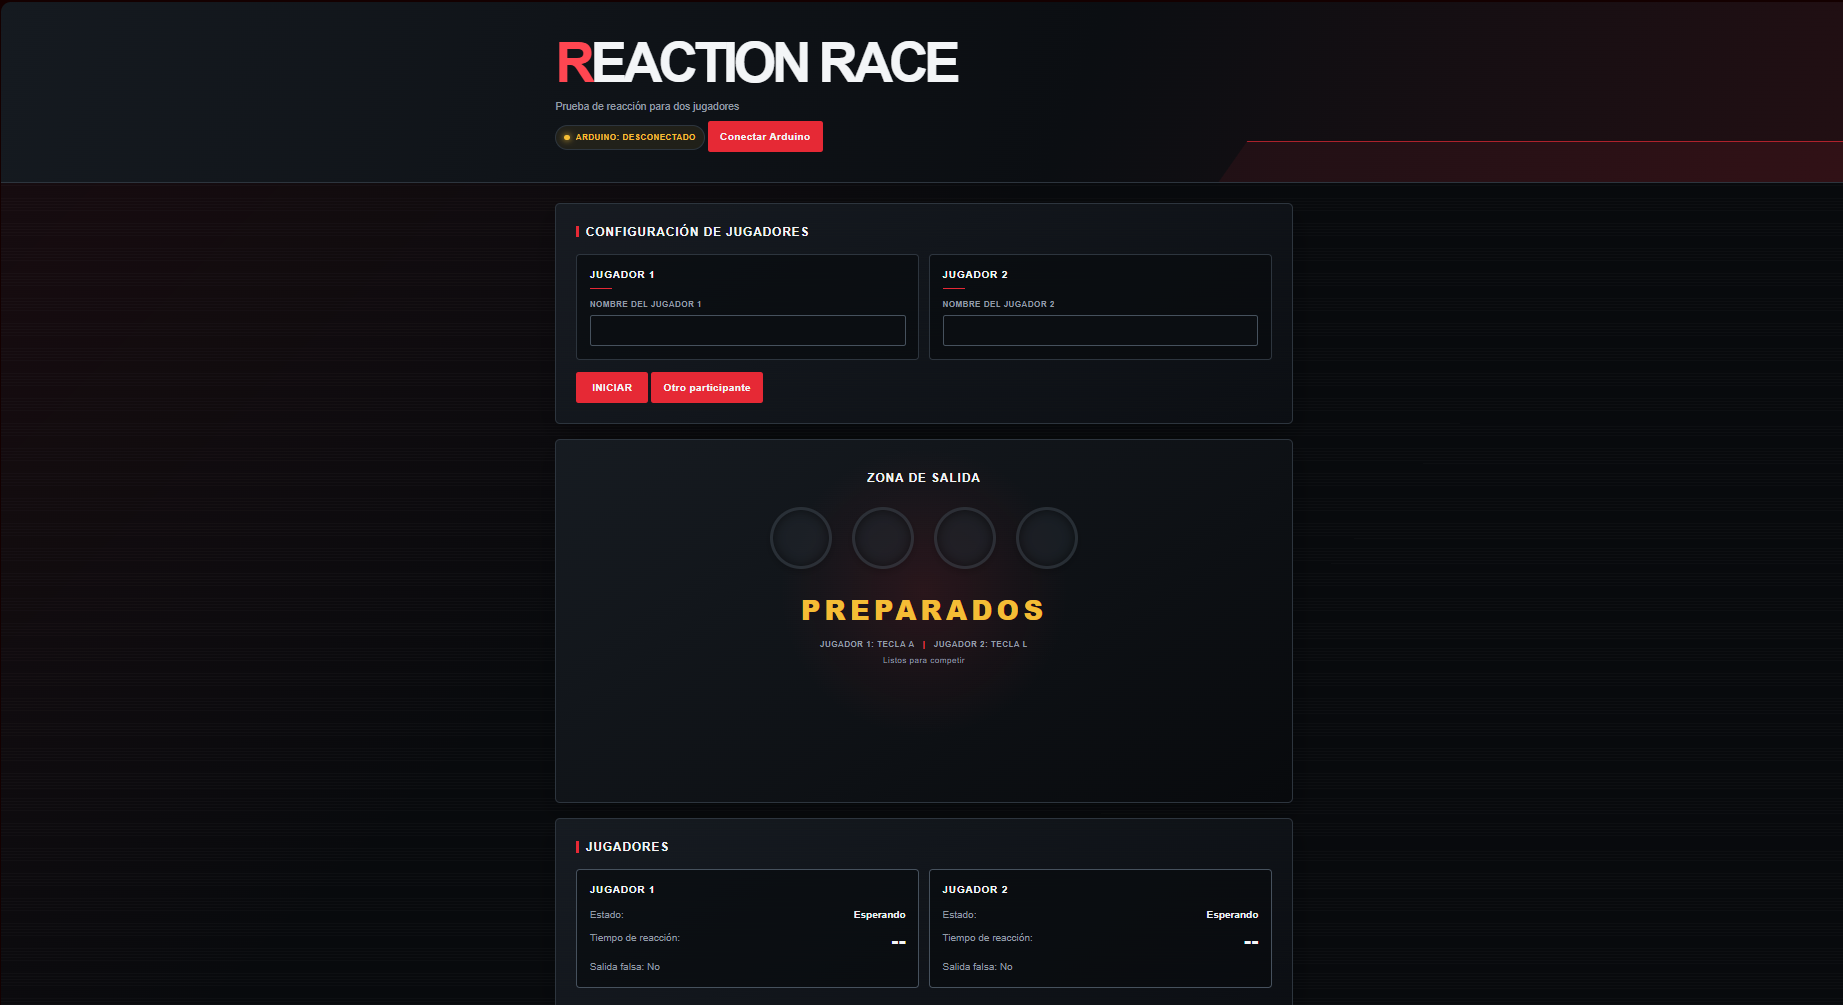 REACTION RACE
Prueba de reacción para dos jugadores
ARDUINO: DESCONECTADO Conectar Arduino
CONFIGURACIÓN DE JUGADORES
JUGADOR 1 JUGADOR 2
NOMBRE DEL JUGADOR 1 NOMBRE DEL JUGADOR 2
INICIAR Otro participante
ZONA DE SALIDA
PREPARADOS
JUGADOR 1: TECLA A | JUGADOR 2: TECLA L
Listos para competir
JUGADORES
JUGADOR 1 JUGADOR 2
Estado: Esperando Estado: Esperando
Tiempo de reacción: -- Tiempo de reacción: --
Salida falsa: No Salida falsa: No